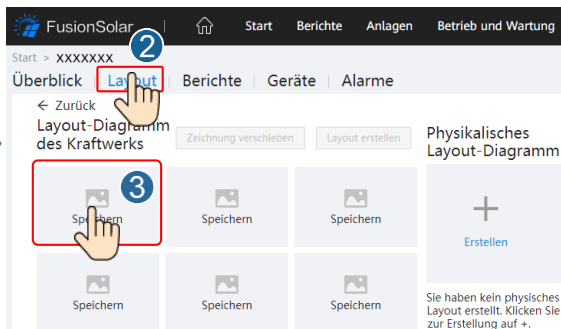 FusionSolar Start Berichte Anlagen Betrieb und Wartung
2
Start > XXXXXXX
Überblick Layout Berichte Geräte Alarme
← Zurück
Layout-Diagramm
des Kraftwerks
Zeichnung verschieben Layout erstellen
Physikalisches
Layout-Diagramm
3
Speichern Speichern Speichern
Erstellen
Speichern Speichern Speichern
Sie haben kein physisches
Layout erstellt. Klicken Sie
zur Erstellung auf +.